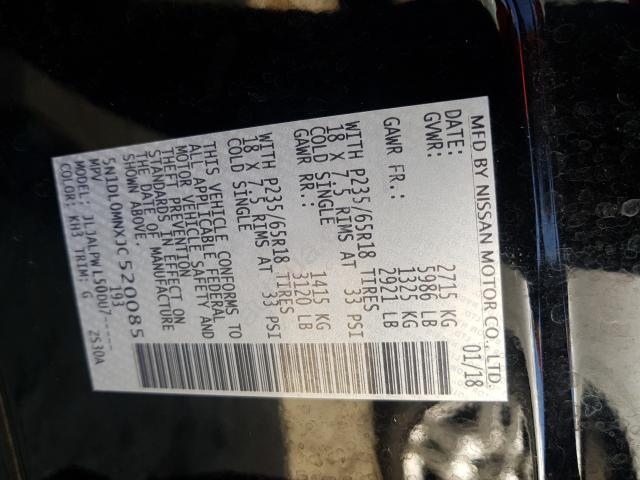 MFD BY NISSAN MOTOR CO., LTD.
DATE: 01/18
GVWR: 2715 KG
5986 LB
GAWR FR.: 1325 KG
2921 LB
WITH P235/65R18 TIRES
18 X 7.5 RIMS AT 33 PSI
COLD SINGLE
GAWR RR.: 1415 KG
3120 LB
WITH P235/65R18 TIRES
18 X 7.5 RIMS AT 33 PSI
COLD SINGLE
THIS VEHICLE CONFORMS TO
ALL APPLICABLE FEDERAL
MOTOR VEHICLE SAFETY AND
THEFT PREVENTION
STANDARDS IN EFFECT ON
THE DATE OF MANUFACTURE
SHOWN ABOVE.
5N1DL0MNXJC520085
MPV 193
MODEL: JLJALPWL50DU7-----
COLOR: KH3 TRIM: G ZS30A